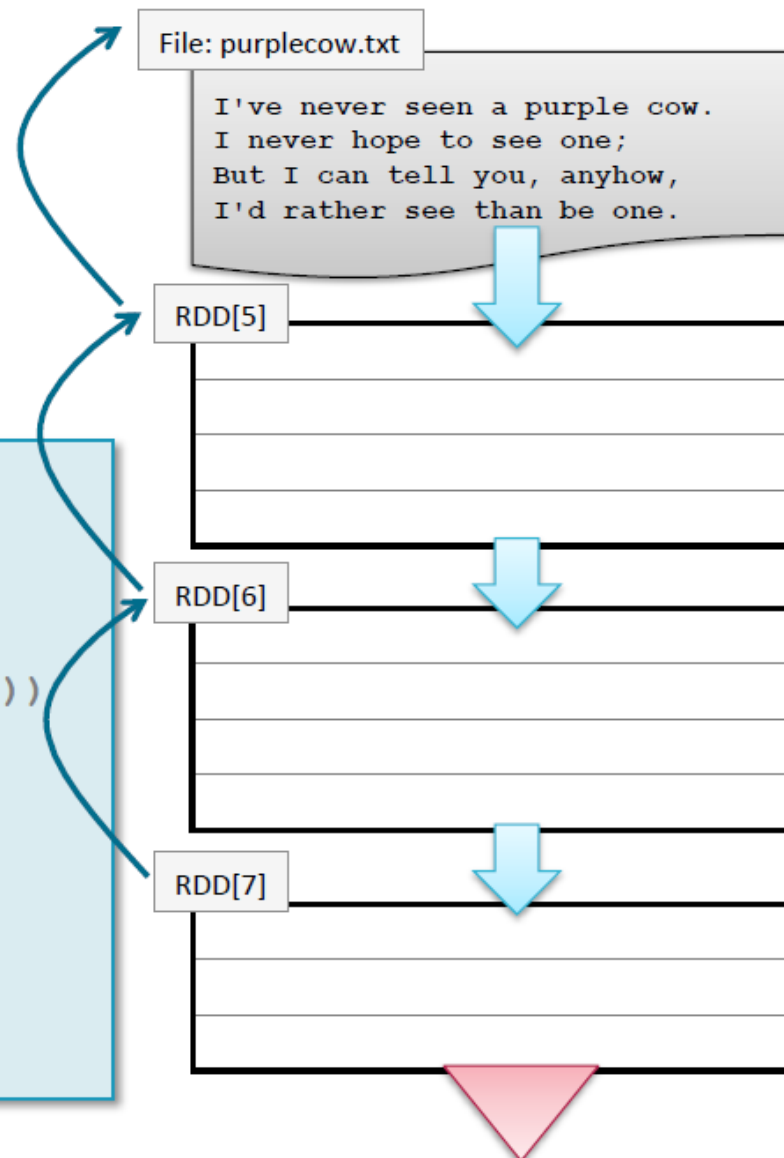 File: purplecow.txt
I've never seen a purple cow.
I never hope to see one;
But I can tell you, anyhow,
I'd rather see than be one.
RDD[5]
RDD[6]
))
RDD[7]